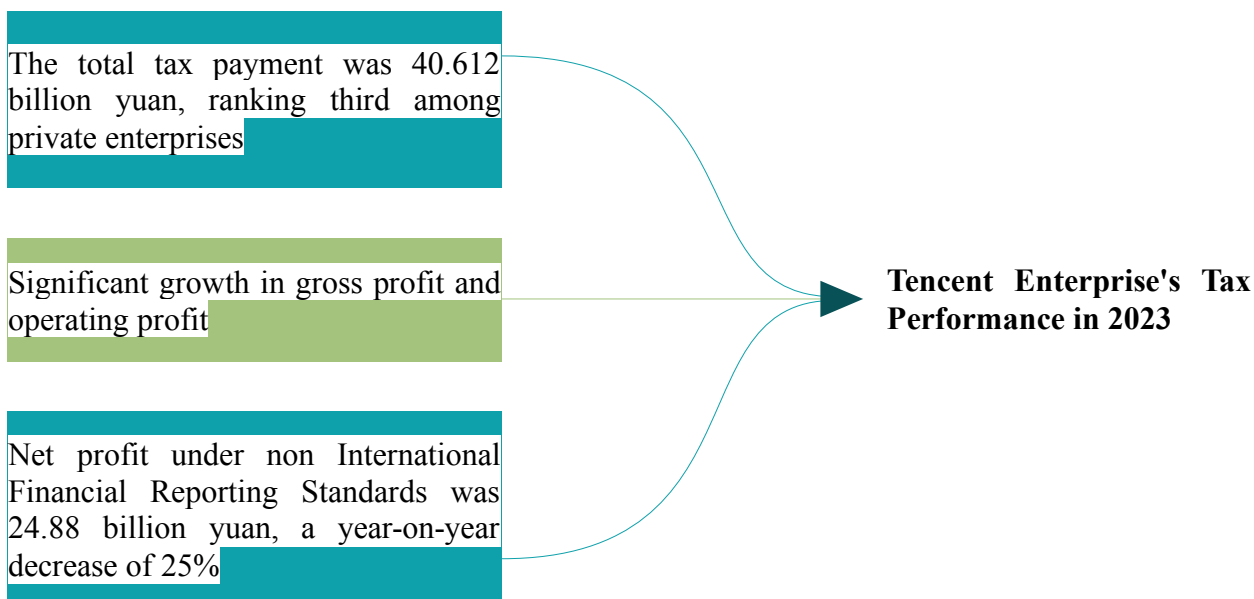 The total tax payment was 40.612
billion yuan, ranking third among
private enterprises
Significant growth in gross profit and
operating profit
Net profit under non International
Financial Reporting Standards was
24.88 billion yuan, a year-on-year
decrease of 25%
Tencent Enterprise's Tax
Performance in 2023